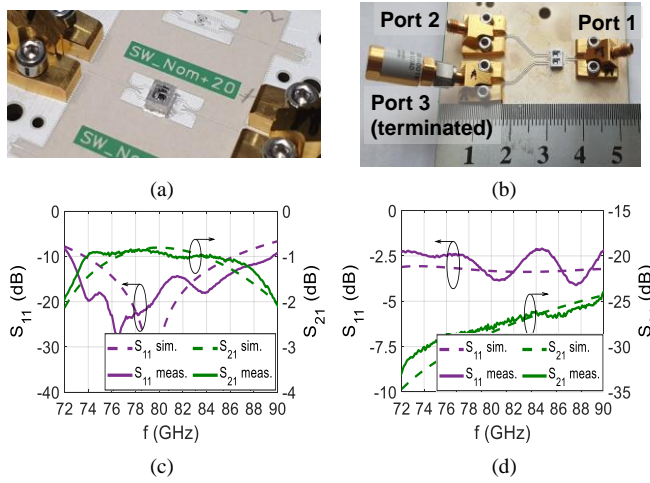 SW_Nom+20
SW_No
Port 2
Port 1
Port 3
(terminated)
1 2 3 4 5
(a)
(b)
0
-10
-20
-30
-40
S11 (dB)
0
-1
-2
-3
-4
S21 (dB)
S11 sim.
S21 sim.
S11 meas.
S21 meas.
72 74 76 78 80 82 84 86 88 90
f (GHz)
0
-2.5
-5
-7.5
-10
S11 (dB)
-15
-20
-25
-30
-35
(dB)
S11 sim.
S21 sim.
S11 meas.
S21 meas.
72 74 76 78 80 82 84 86 88 90
f (GHz)
(c)
(d)